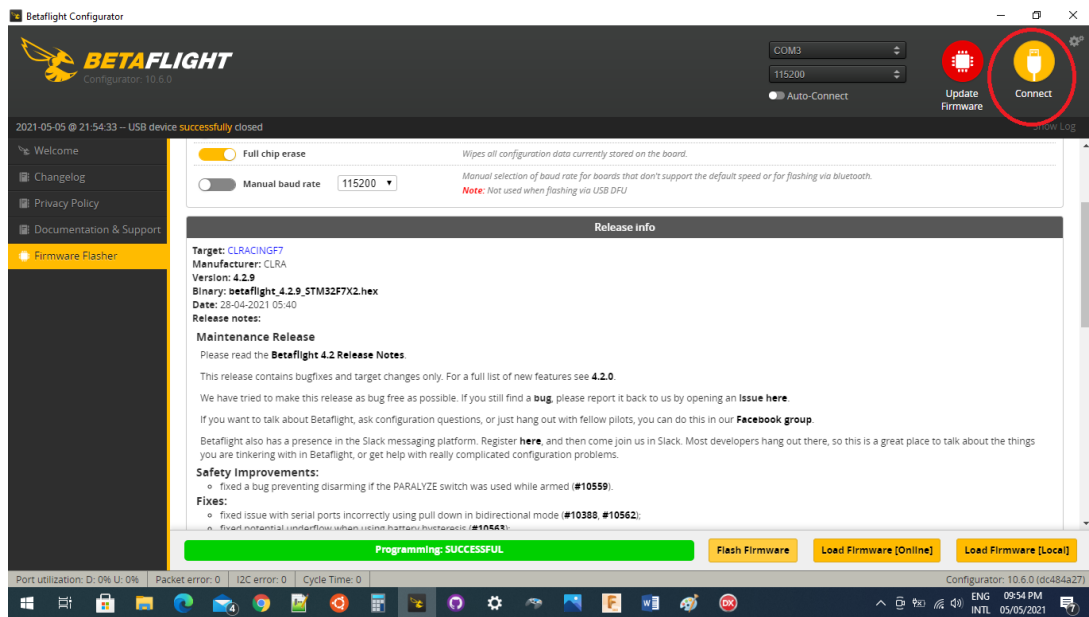 Betaflight Configurator
BETAFLIGHT
Configurator: 10.6.0
COM3
115200
Auto-Connect
Update Firmware
Connect
2021-05-05 @ 21:54:33 -- USB device successfully closed
Show Log
Welcome
Changelog
Privacy Policy
Documentation & Support
Firmware Flasher
Full chip erase
Wipes all configuration data currently stored on the board.
Manual baud rate
115200
Manual selection of baud rate for boards that don't support the default speed or for flashing via bluetooth.
Note: Not used when flashing via USB DFU
Release info
Target: CLRACINGF7
Manufacturer: CLRA
Version: 4.2.9
Binary: betaflight_4.2.9_STM32F7X2.hex
Date: 28-04-2021 05:40
Release notes:
Maintenance Release
Please read the Betaflight 4.2 Release Notes.
This release contains bugfixes and target changes only. For a full list of new features see 4.2.0.
We have tried to make this release as bug free as possible. If you still find a bug, please report it back to us by opening an issue here.
If you want to talk about Betaflight, ask configuration questions, or just hang out with fellow pilots, you can do this in our Facebook group.
Betaflight also has a presence in the Slack messaging platform. Register here, and then come join us in Slack. Most developers hang out there, so this is a great place to talk about the things
you are tinkering with in Betaflight, or get help with really complicated configuration problems.
Safety Improvements:
fixed a bug preventing disarming if the PARALYZE switch was used while armed (#10559).
Fixes:
fixed issue with serial ports incorrectly using pull down in bidirectional mode (#10388, #10562);
fixed potential underflow when using battery hysteresis (#10563);
Programming: SUCCESSFUL
Flash Firmware
Load Firmware [Online]
Load Firmware [Local]
Port utilization: D: 0% U: 0%
Packet error: 0
I2C error: 0
Cycle Time: 0
Configurator: 10.6.0 (dc484a27)
4
DX
ENG
INTL
09:54 PM
05/05/2021
7